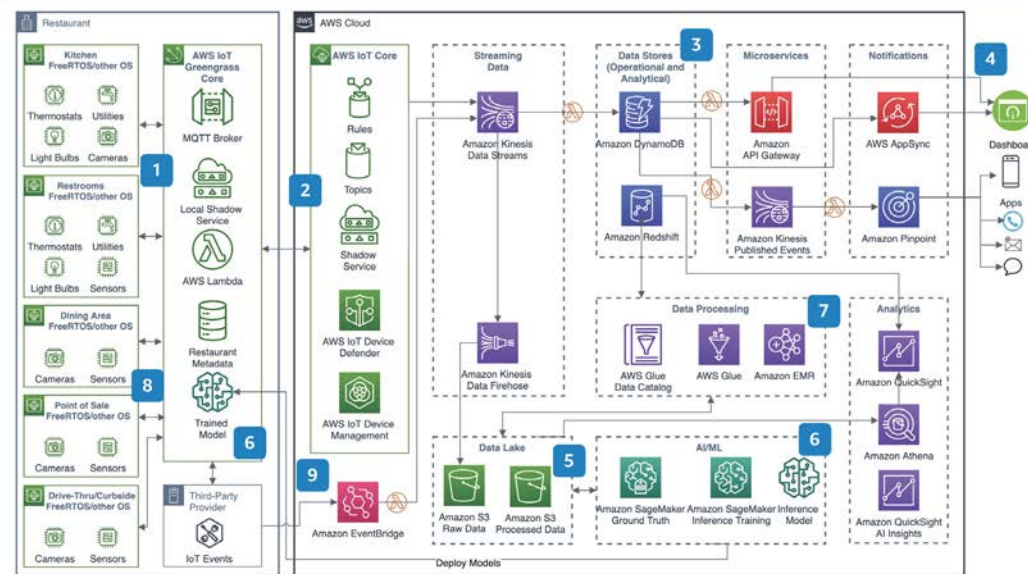 Restaurant
Kitchen
FreeRTOS/other OS
Thermostats
Utilities
Light Bulbs
Cameras
Restrooms
FreeRTOS/other OS
Thermostats
Utilities
Light Bulbs
Sensors
Dining Area
FreeRTOS/other OS
Cameras
Sensors
Point of Sale
FreeRTOS/other OS
Cameras
Sensors
Drive-Thru/Curbside
FreeRTOS/other OS
Cameras
Sensors
1
8
AWS IoT
Greengrass
Core
MQTT Broker
Local Shadow
Service
AWS Lambda
Restaurant
Metadata
Trained
Model
6
Third-Party
Provider
IoT Events
aws
AWS Cloud
2
9
AWS IoT Core
Rules
Topics
Shadow
Service
AWS IoT Device
Defender
AWS IoT Device
Management
Amazon EventBridge
Streaming
Data
Amazon Kinesis
Data Streams
Amazon Kinesis
Data Firehose
Data Lake
5
Amazon S3
Raw Data
Amazon S3
Processed Data
Data Stores
(Operational and
Analytical)
3
Amazon DynamoDB
Amazon Redshift
Microservices
Amazon
API Gateway
Amazon Kinesis
Published Events
Notifications
AWS AppSync
Amazon Pinpoint
4
Dashboa
Apps
Data Processing
7
AWS Glue
Data Catalog
AWS Glue
Amazon EMR
AI/ML
6
Amazon SageMaker
Ground Truth
Amazon SageMaker
Inference Training
Inference
Model
Analytics
Amazon QuickSight
Amazon Athena
Amazon QuickSight
AI Insights
Deploy Models